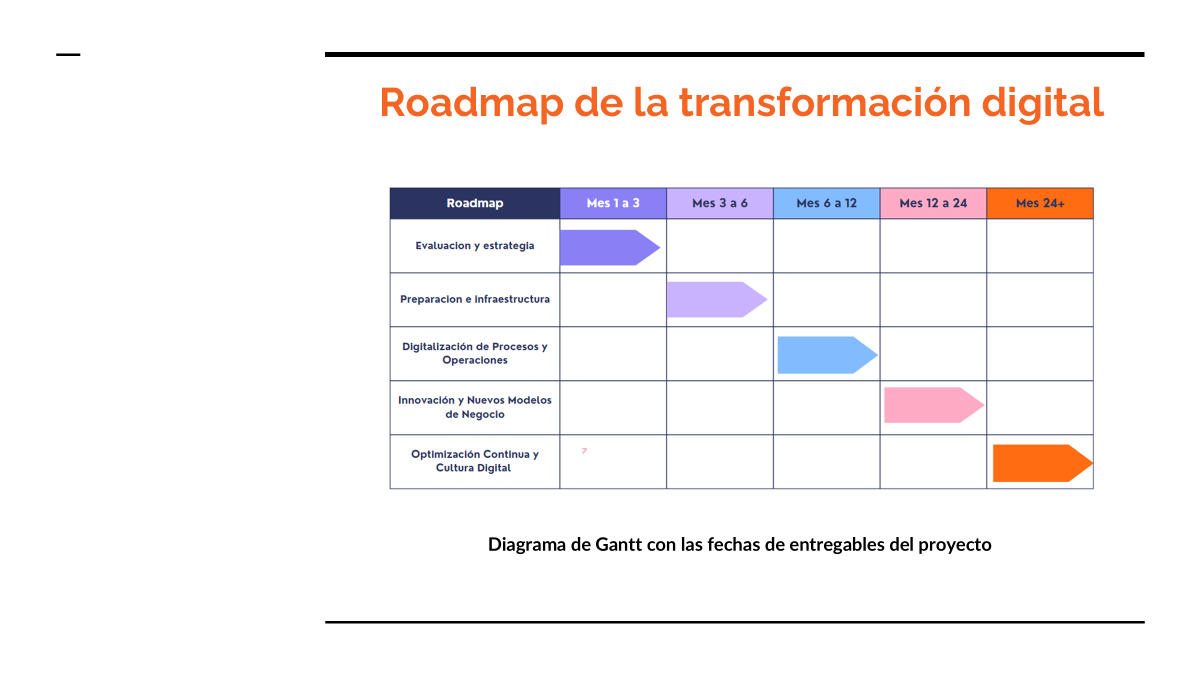 Roadmap de la transformación digital
Roadmap Mes 1 a 3 Mes 3 a 6 Mes 6 a 12 Mes 12 a 24 Mes 24+
Evaluacion y estrategia
Preparacion e infraestructura
Digitalización de Procesos y
Operaciones
Innovación y Nuevos Modelos
de Negocio
Optimización Continua y
Cultura Digital
7
Diagrama de Gantt con las fechas de entregables del proyecto